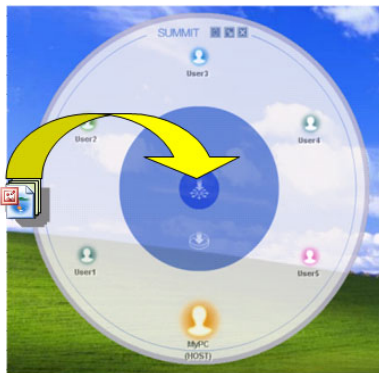 SUMMIT
User3
User2
User4
User1
User5
MyPC
(HOST)